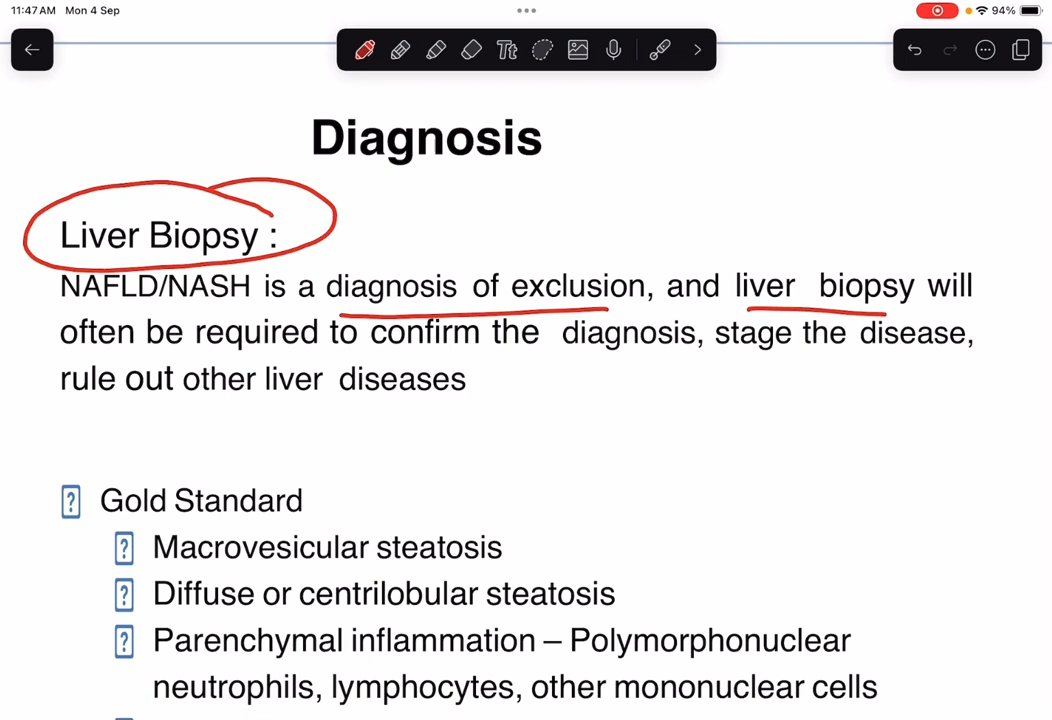 11:47 AM Mon 4 Sep
94%
Tt
Diagnosis
Liver Biopsy :
NAFLD/NASH is a diagnosis of exclusion, and liver biopsy will
often be required to confirm the diagnosis, stage the disease,
rule out other liver diseases
? Gold Standard
? Macrovesicular steatosis
? Diffuse or centrilobular steatosis
? Parenchymal inflammation – Polymorphonuclear
neutrophils, lymphocytes, other mononuclear cells